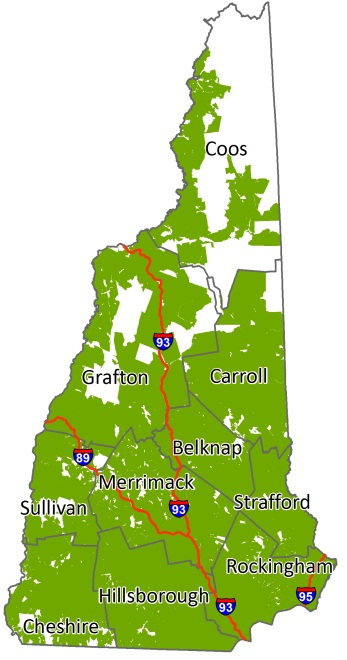 Coos
93
Grafton
Carroll
Belknap
89
Merrimack
Sullivan
93
Strafford
Rockingham
Hillsborough
95
93
Cheshire